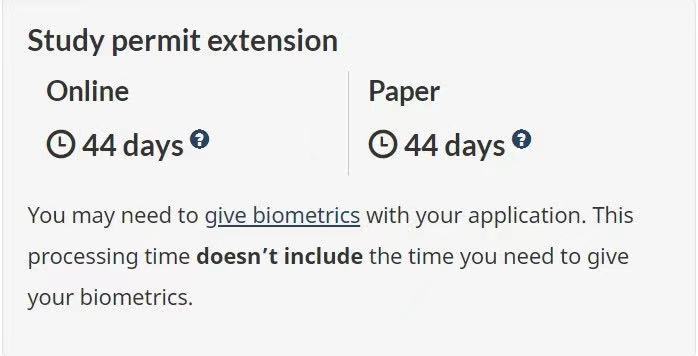 Study permit extension
Online
Paper
44 days ?
44 days ?
You may need to give biometrics with your application. This
processing time doesn’t include the time you need to give
your biometrics.